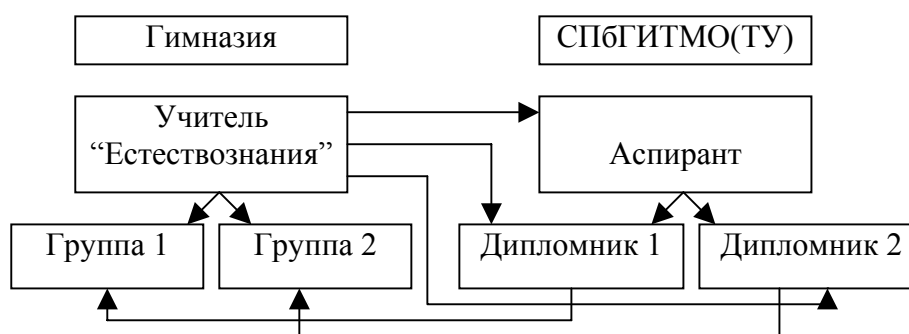 Гимназия
СПбГИТМО(ТУ)
Учитель
“Естествознания”
Аспирант
Группа 1
Группа 2
Дипломник 1
Дипломник 2